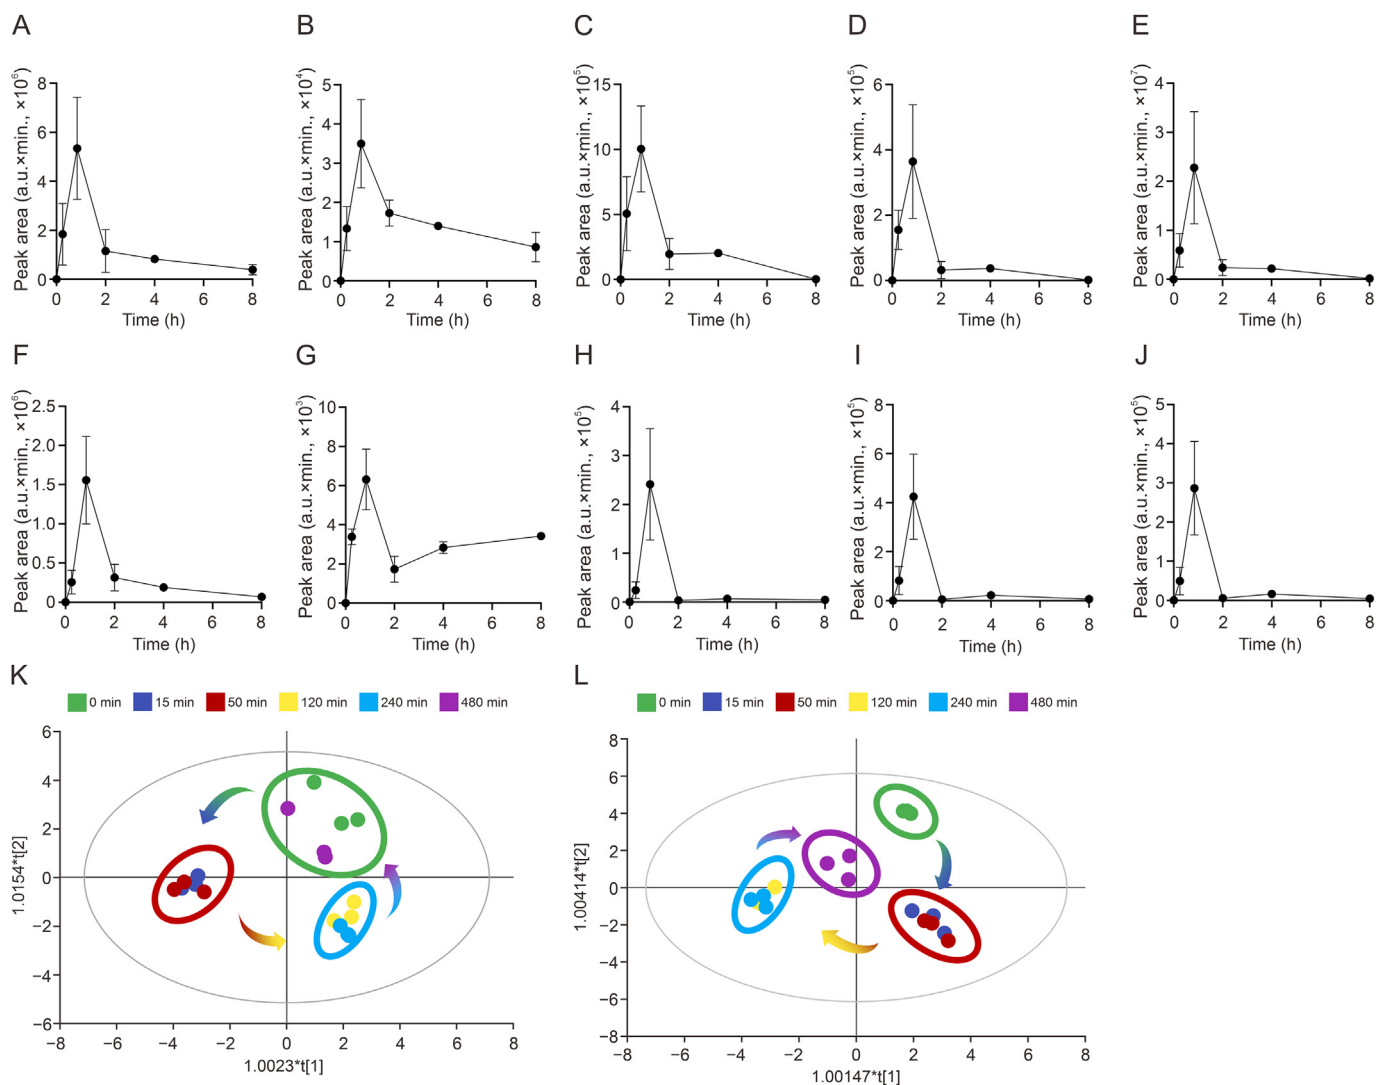 A
B
C
D
E
Peak area (a.u.×min., ×10⁶)
8
6
4
2
0
0 2 4 6 8
Time (h)
Peak area (a.u.×min., ×10⁴)
5
4
3
2
1
0
0 2 4 6 8
Time (h)
Peak area (a.u.×min., ×10⁵)
15
10
5
0
0 2 4 6 8
Time (h)
Peak area (a.u.×min., ×10⁵)
6
4
2
0
0 2 4 6 8
Time (h)
Peak area (a.u.×min., ×10⁷)
4
3
2
1
0
0 2 4 6 8
Time (h)
F
G
H
I
J
Peak area (a.u.×min., ×10⁶)
2.5
2.0
1.5
1.0
0.5
0
0 2 4 6 8
Time (h)
Peak area (a.u.×min., ×10³)
10
8
6
4
2
0
0 2 4 6 8
Time (h)
Peak area (a.u.×min., ×10⁵)
4
3
2
1
0
0 2 4 6 8
Time (h)
Peak area (a.u.×min., ×10⁵)
8
6
4
2
0
0 2 4 6 8
Time (h)
Peak area (a.u.×min., ×10⁵)
5
4
3
2
1
0
0 2 4 6 8
Time (h)
K
0 min 15 min 50 min 120 min 240 min 480 min
1.0154*t[2]
6
4
2
0
−2
−4
−6
−8 −6 −4 −2 0 2 4 6 8
1.0023*t[1]
L
0 min 15 min 50 min 120 min 240 min 480 min
1.00414*t[2]
8
6
4
2
0
−2
−4
−6
−8
−8 −6 −4 −2 0 2 4 6 8
1.00147*t[1]